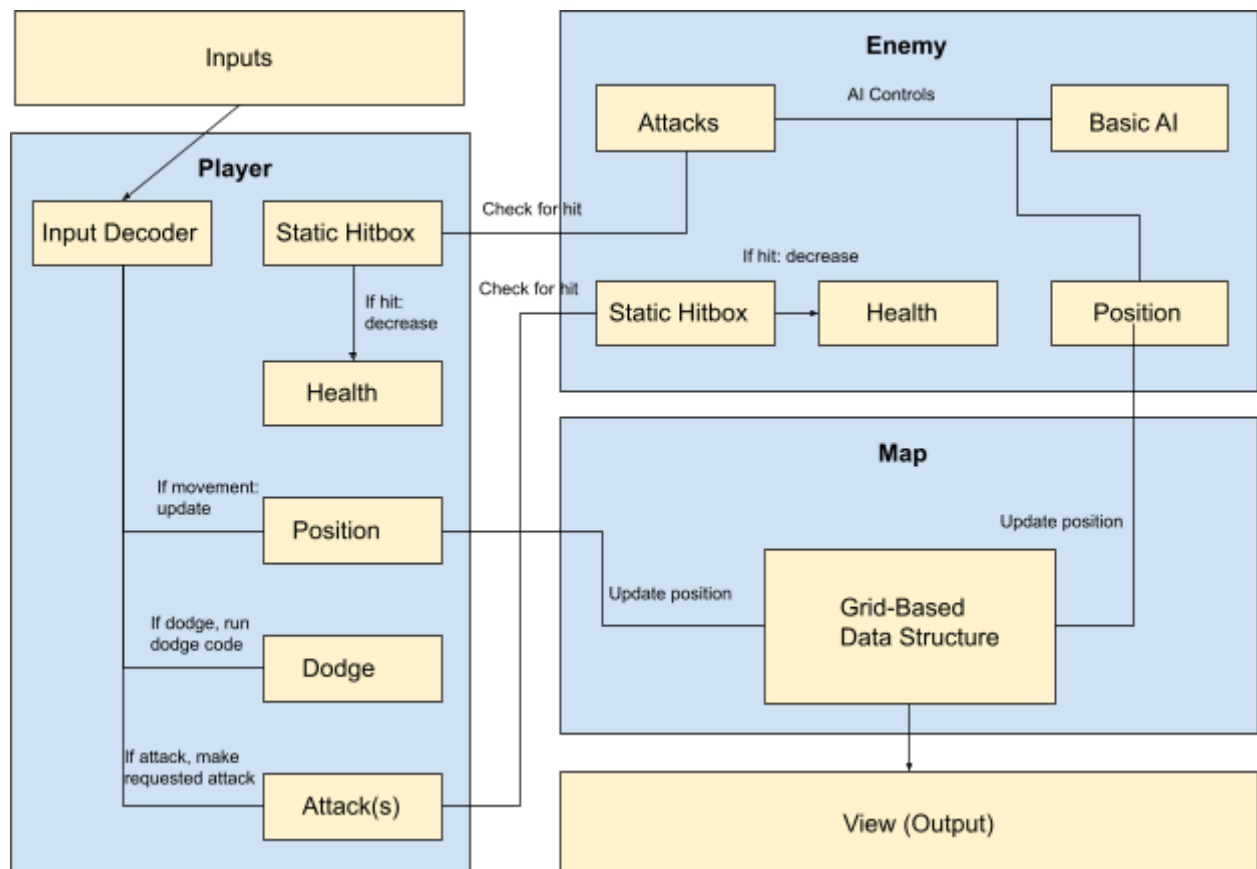 Inputs
Player
Input Decoder
Static Hitbox
If hit:
decrease
Health
If movement:
update
Position
If dodge, run
dodge code
Dodge
If attack, make
requested attack
Attack(s)
Check for hit
Check for hit
Enemy
Attacks
AI Controls
Basic AI
If hit: decrease
Static Hitbox
Health
Position
Map
Update position
Update position
Grid-Based
Data Structure
View (Output)